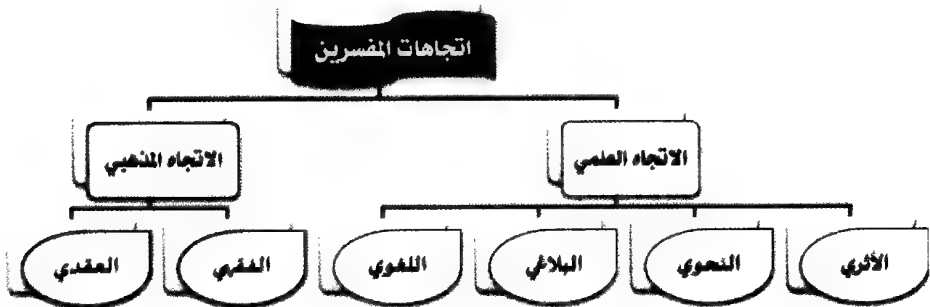 اتجاهات المفسرين
الاتجاه العلمي
الاتجاه المذهبي
الأثري
النحوي
البلاغي
اللغوي
الفقهي
العقدي